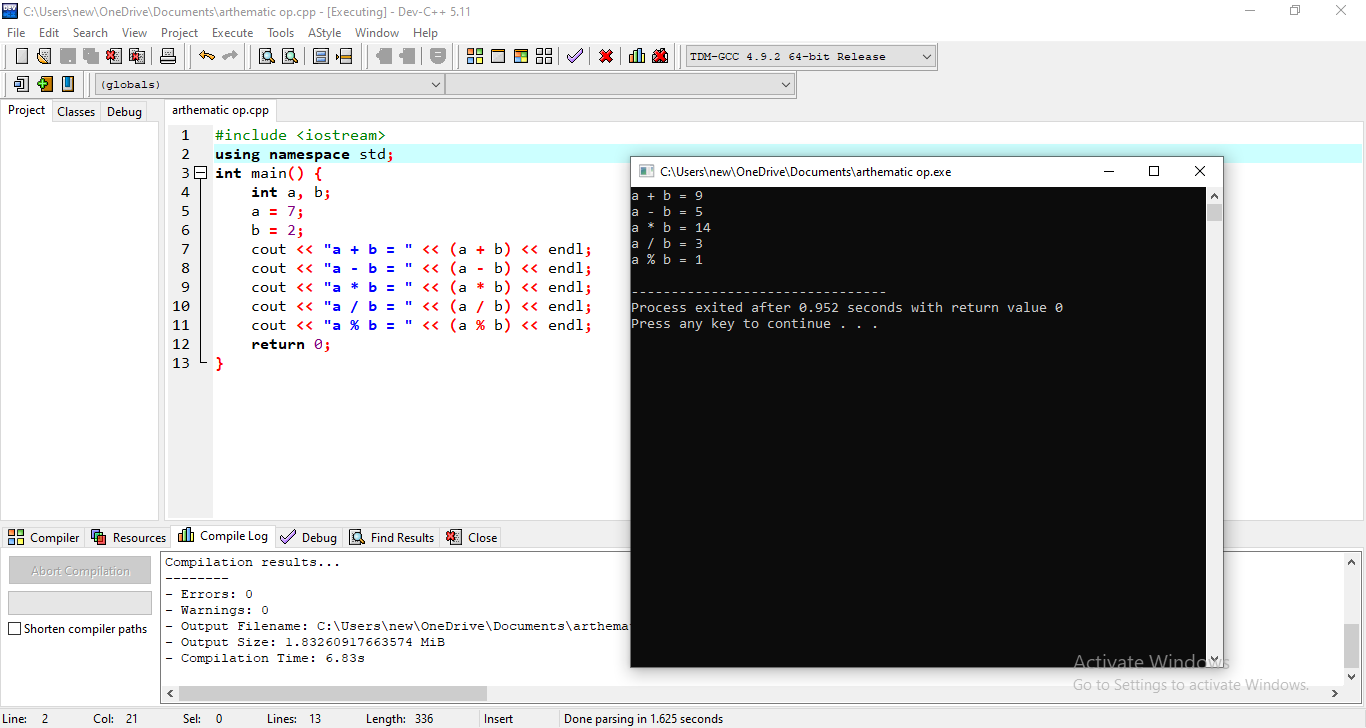 C:\Users\new\OneDrive\Documents\arthematic op.cpp - [Executing] - Dev-C++ 5.11
File Edit Search View Project Execute Tools AStyle Window Help
TDM-GCC 4.9.2 64-bit Release
(globals)
Project Classes Debug
arthematic op.cpp
1 #include <iostream>
2 using namespace std;
3 int main() {
4 int a, b;
5 a = 7;
6 b = 2;
7 cout << "a + b = " << (a + b) << endl;
8 cout << "a - b = " << (a - b) << endl;
9 cout << "a * b = " << (a * b) << endl;
10 cout << "a / b = " << (a / b) << endl;
11 cout << "a % b = " << (a % b) << endl;
12 return 0;
13 }
C:\Users\new\OneDrive\Documents\arthematic op.exe
a + b = 9
a - b = 5
a * b = 14
a / b = 3
a % b = 1
--------------------------------
Process exited after 0.952 seconds with return value 0
Press any key to continue . . .
Compiler Resources Compile Log Debug Find Results Close
Abort Compilation
Shorten compiler paths
Compilation results...
--------
- Errors: 0
- Warnings: 0
- Output Filename: C:\Users\new\OneDrive\Documents\arthema
- Output Size: 1.83260917663574 MiB
- Compilation Time: 6.83s
Activate Windows
Go to Settings to activate Windows.
Line: 2 Col: 21 Sel: 0 Lines: 13 Length: 336 Insert Done parsing in 1.625 seconds